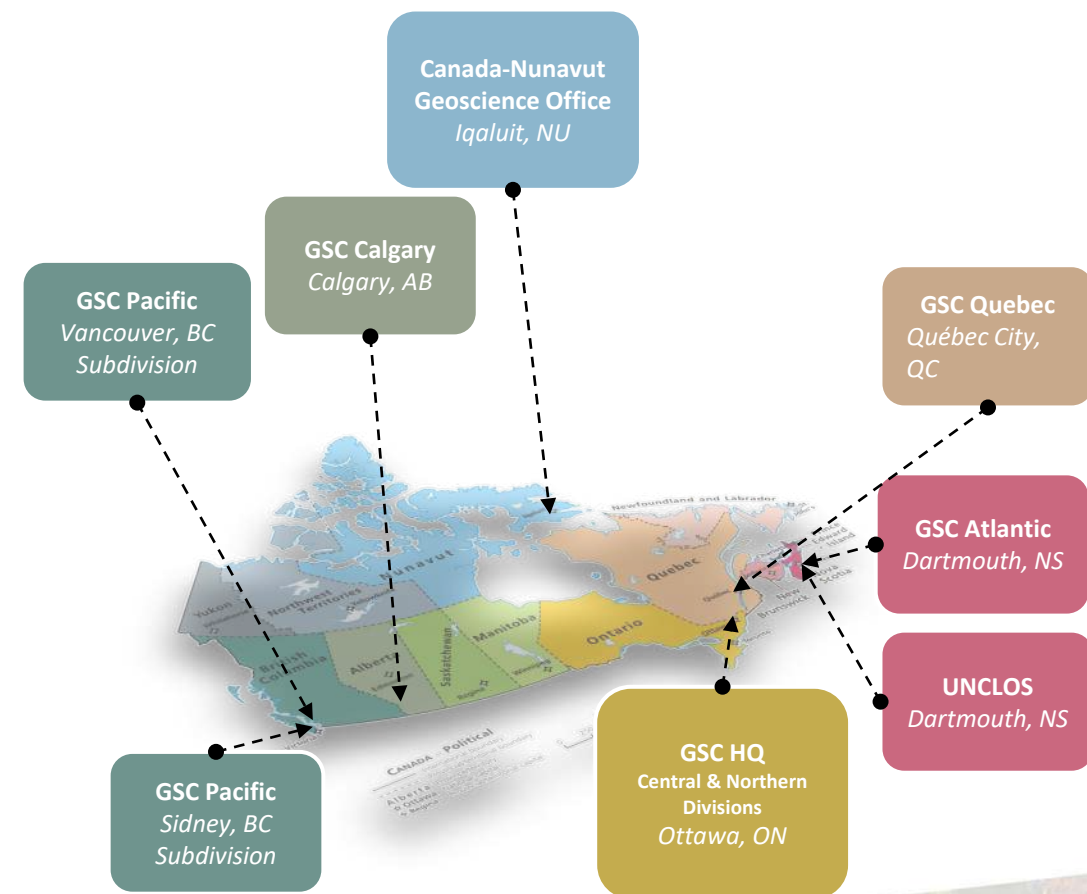 Canada-Nunavut
Geoscience Office
Iqaluit, NU
GSC Calgary
Calgary, AB
GSC Pacific
Vancouver, BC
Subdivision
GSC Quebec
Québec City,
QC
GSC Atlantic
Dartmouth, NS
UNCLOS
Dartmouth, NS
GSC HQ
Central & Northern
Divisions
Ottawa, ON
GSC Pacific
Sidney, BC
Subdivision
Newfoundland and Labrador
Edward
Island
Nova Scotia
New
Brunswick
Quebec
Nunavut
Yukon
Northwest
Territories
British
Columbia
Alberta
Saskatchewan
Manitoba
Ontario
CANADA - Political
Alberta
Ottawa
Regina